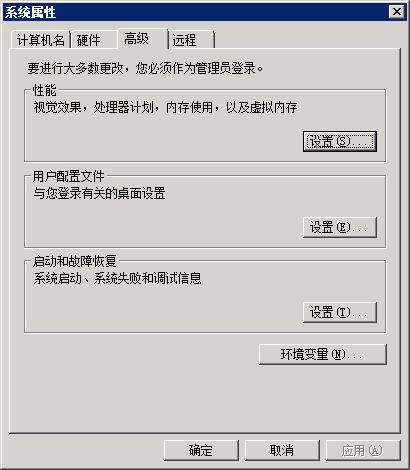 系统属性
计算机名 硬件 高级 远程
要进行大多数更改，您必须作为管理员登录。
性能
视觉效果，处理器计划，内存使用，以及虚拟内存
设置(S)...
用户配置文件
与您登录有关的桌面设置
设置(E)...
启动和故障恢复
系统启动、系统失败和调试信息
设置(T)...
环境变量(N)...
确定 取消 应用(A)